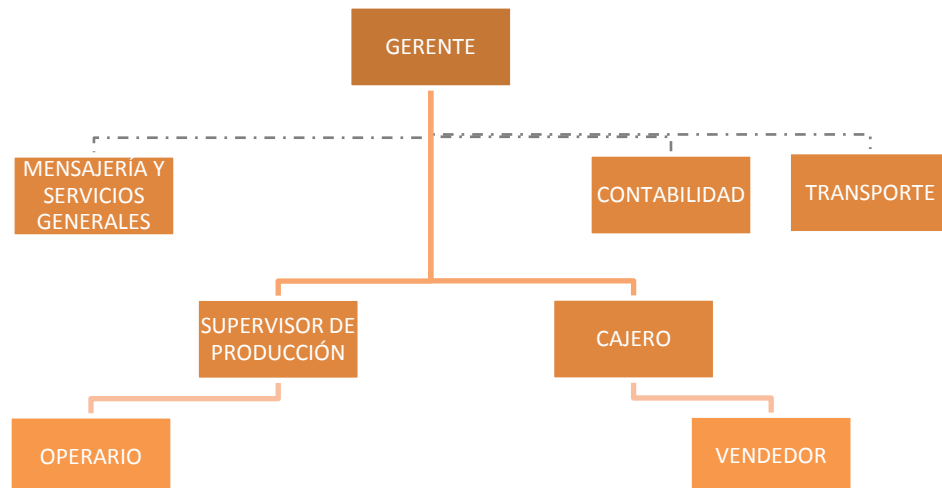 GERENTE
MENSAJERÍA Y
SERVICIOS
GENERALES
CONTABILIDAD
TRANSPORTE
SUPERVISOR DE
PRODUCCIÓN
CAJERO
OPERARIO
VENDEDOR